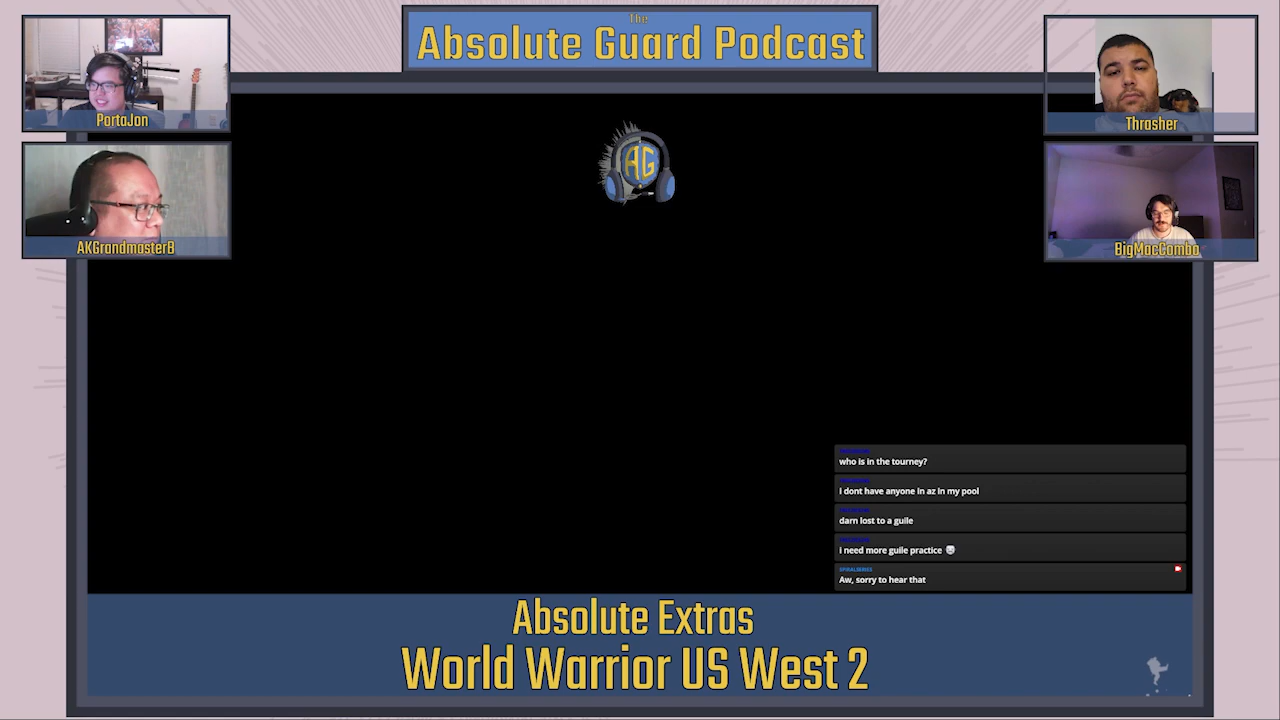 The
Absolute Guard Podcast
PortaJon
Thrasher
AKGrandmaster8
BigMacCombo
AG
who is in the tourney?
I dont have anyone in az in my pool
darn lost to a guile
i need more guile practice
SPIRALSERIES
Aw, sorry to hear that
Absolute Extras
World Warrior US West 2